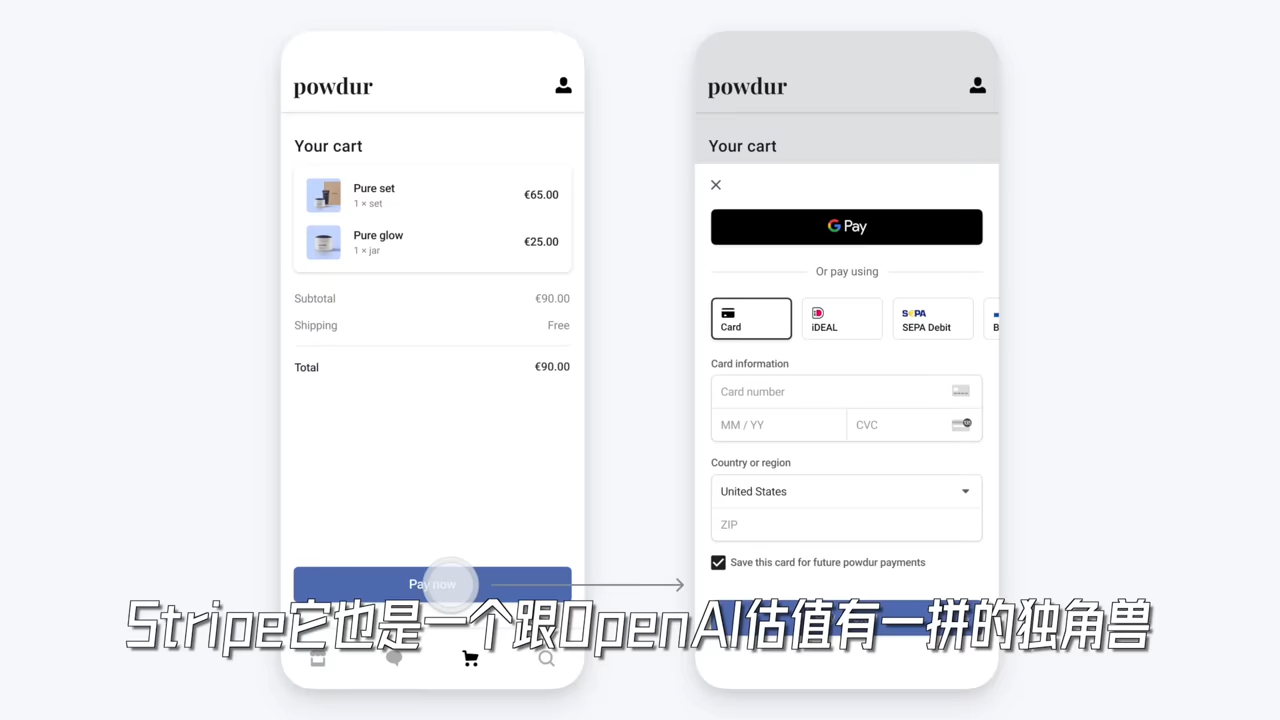 powdur
Your cart
Pure set
1 × set
€65.00
Pure glow
1 × jar
€25.00
Subtotal
€90.00
Shipping
Free
Total
€90.00
Pay now
powdur
Your cart
G Pay
Or pay using
Card
iDEAL
SEPA
SEPA Debit
B
Card information
Card number
MM / YY
CVC
Country or region
United States
ZIP
Save this card for future powdur payments
Stripe它也是一个跟OpenAI估值有一拼的独角兽